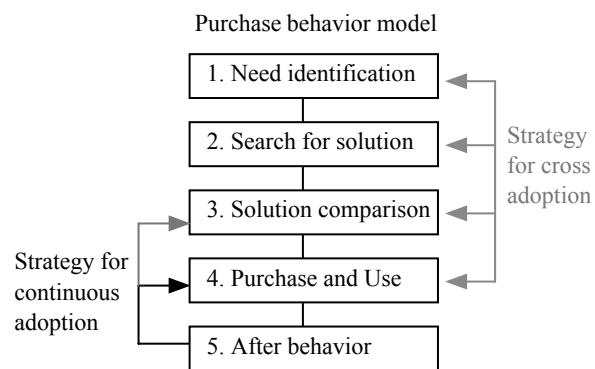 Purchase behavior model
1. Need identification
2. Search for solution
3. Solution comparison
4. Purchase and Use
5. After behavior
Strategy
for cross
adoption
Strategy for
continuous
adoption